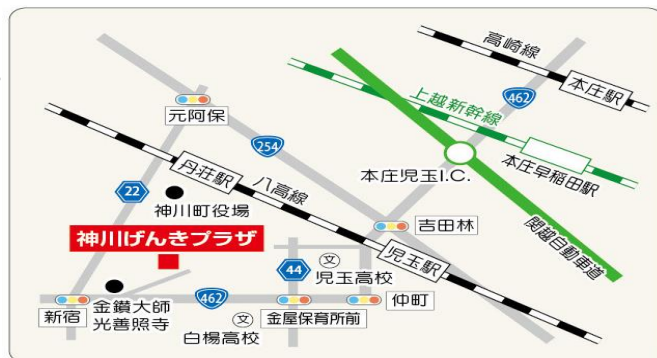 高崎線
本庄駅
462
上越新幹線
元阿保
254
本庄早稲田駅
本庄児玉I.C.
丹荘駅
八高線
22
神川町役場
吉田林
関越自動車道
神川げんきプラザ
児玉駅
文
児玉高校
44
462
新宿
金鑚大師
光善照寺
文
白楊高校
金屋保育所前
仲町